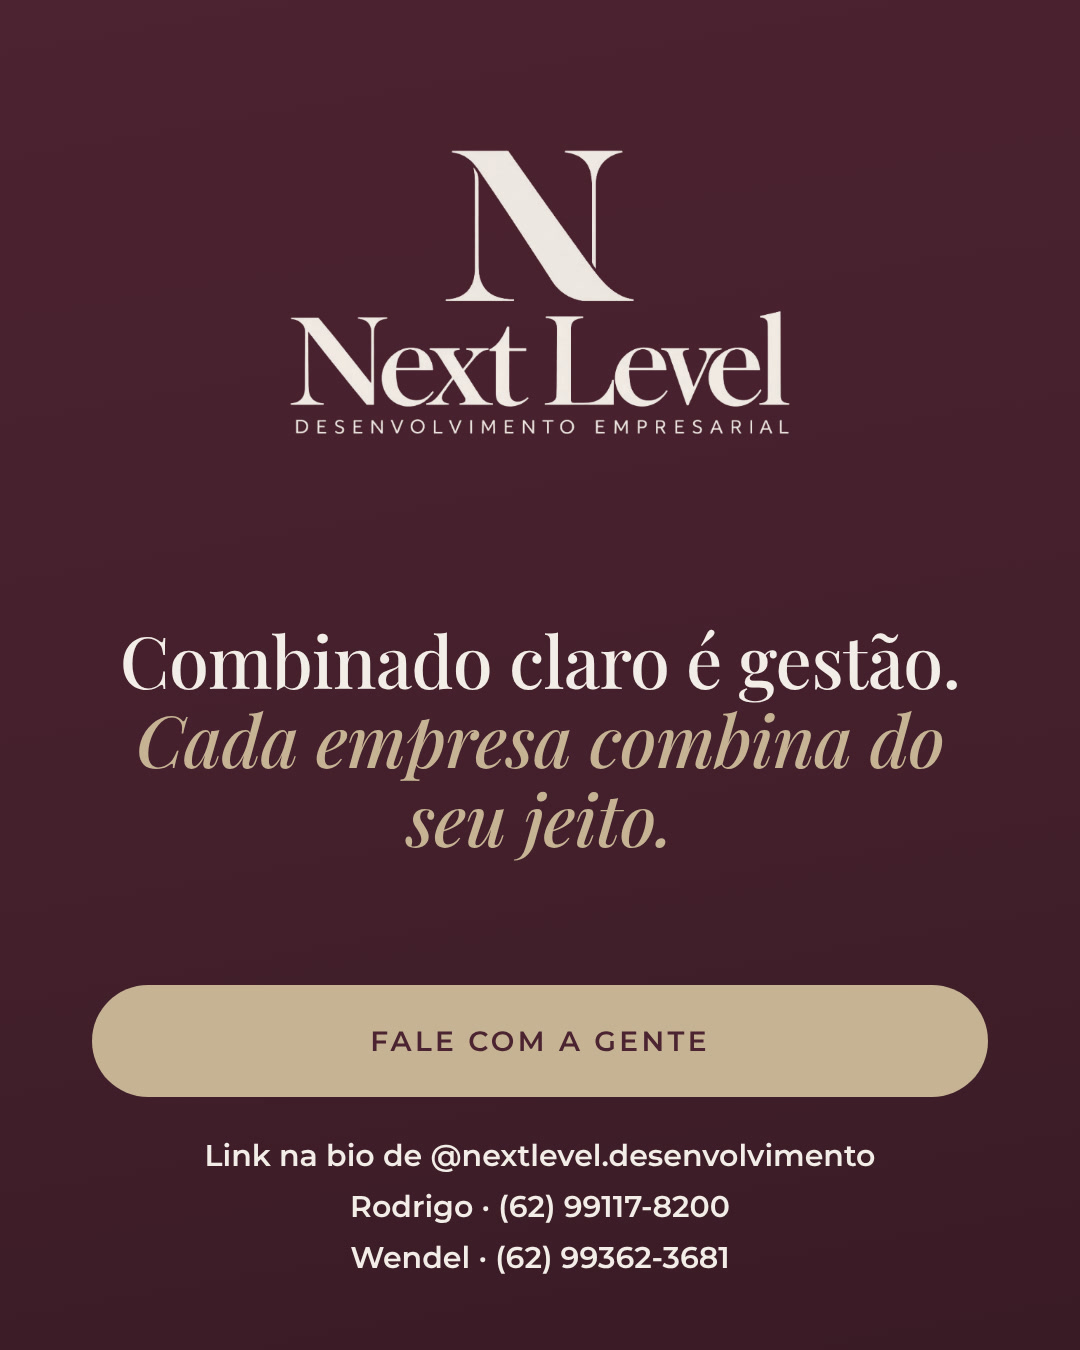 N
Next Level
DESENVOLVIMENTO EMPRESARIAL
Combinado claro é gestão.
Cada empresa combina do
seu jeito.
FALE COM A GENTE
Link na bio de @nextlevel.desenvolvimento
Rodrigo · (62) 99117-8200
Wendel · (62) 99362-3681